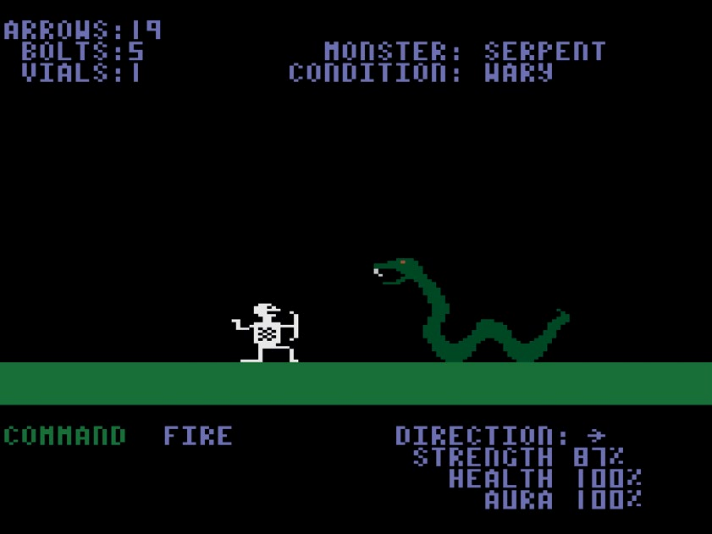 ARROWS:19
BOLTS:5 MONSTER: SERPENT
VIALS:1 CONDITION: WARY
COMMAND FIRE DIRECTION: →
STRENGTH 87%
HEALTH 100%
AURA 100%